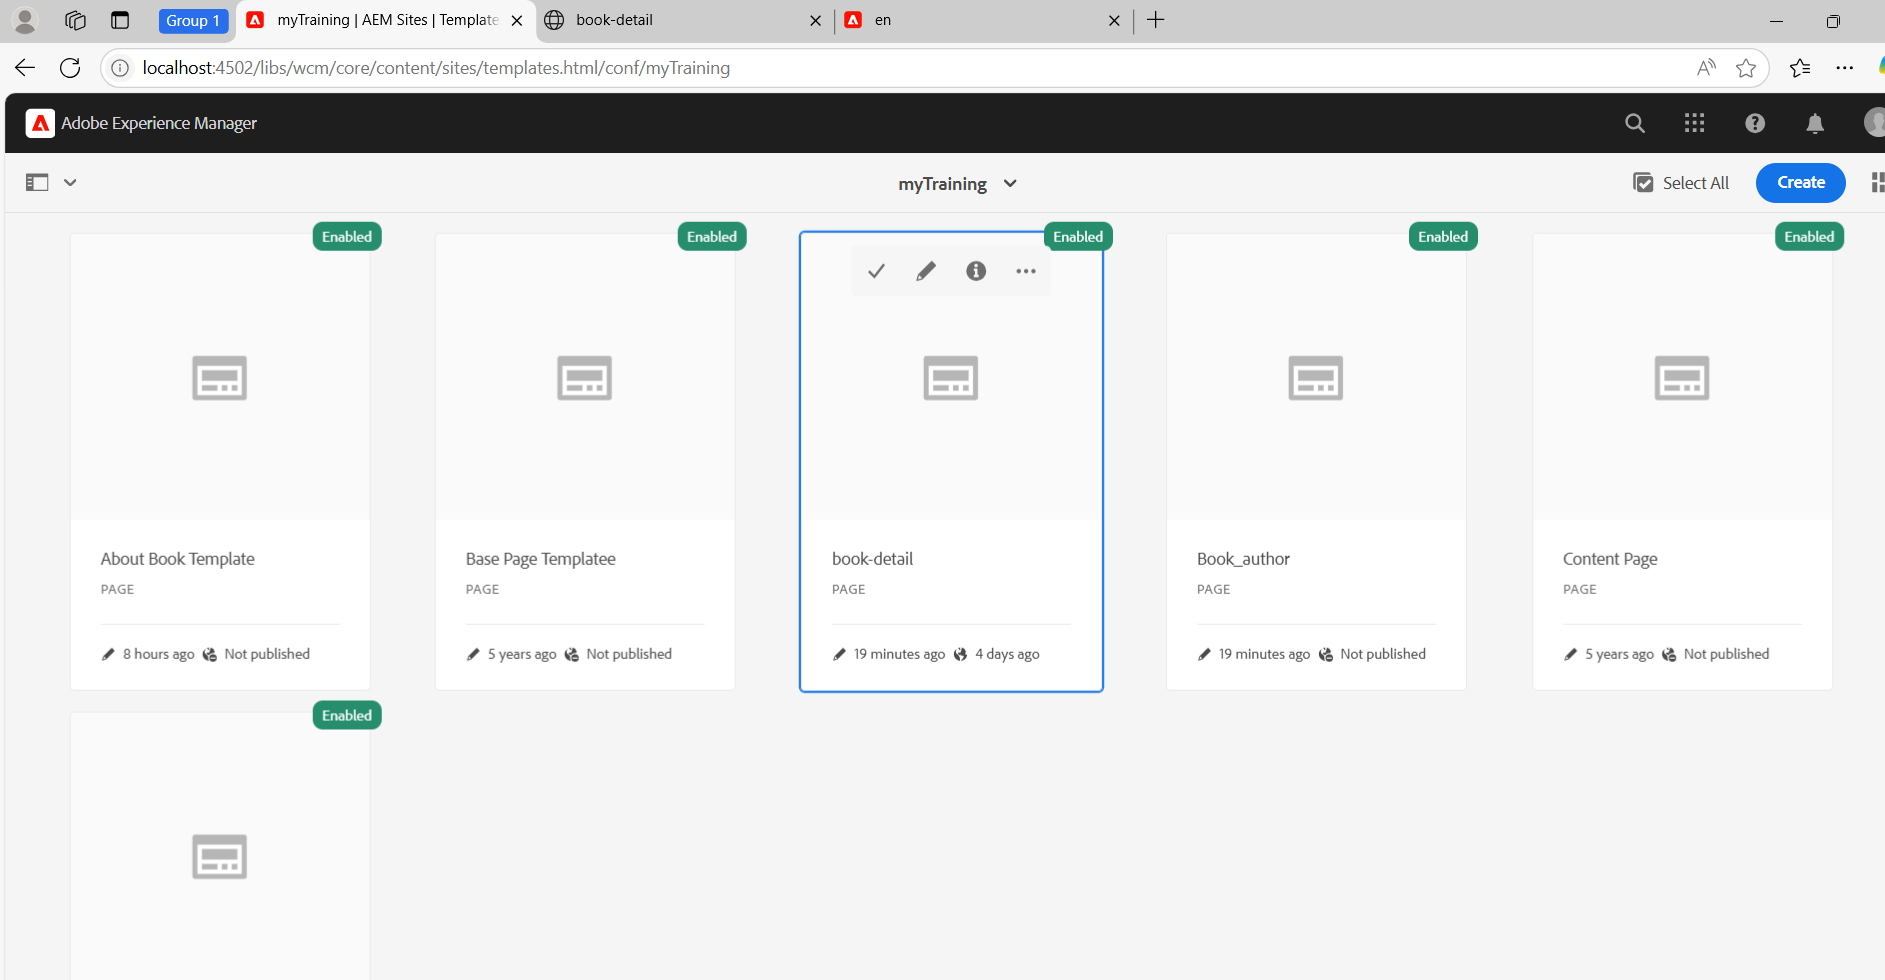 Group 1
myTraining | AEM Sites | Template
book-detail
en
localhost:4502/libs/wcm/core/content/sites/templates.html/conf/myTraining
Adobe Experience Manager
myTraining
Select All
Create
Enabled
Enabled
Enabled
Enabled
Enabled
About Book Template
Base Page Templatee
book-detail
Book_author
Content Page
PAGE
PAGE
PAGE
PAGE
PAGE
8 hours ago Not published
5 years ago Not published
19 minutes ago 4 days ago
19 minutes ago Not published
5 years ago Not published
Enabled